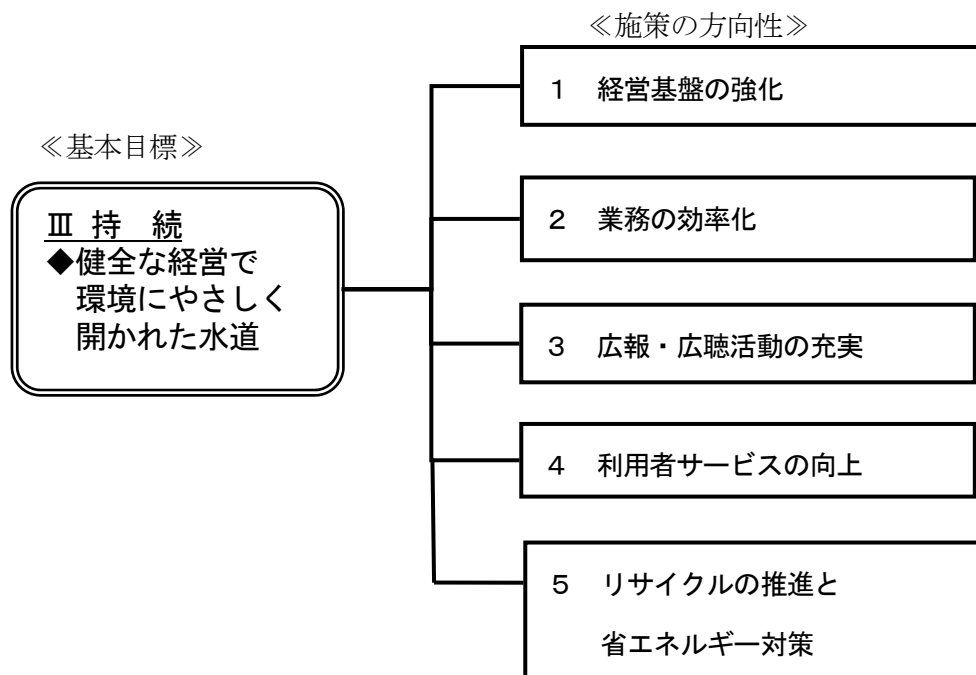 ≪施策の方向性≫
1 経営基盤の強化
≪基本目標≫
Ⅲ 持 続
◆健全な経営で
環境にやさしく
開かれた水道
2 業務の効率化
3 広報・広聴活動の充実
4 利用者サービスの向上
5 リサイクルの推進と
省エネルギー対策